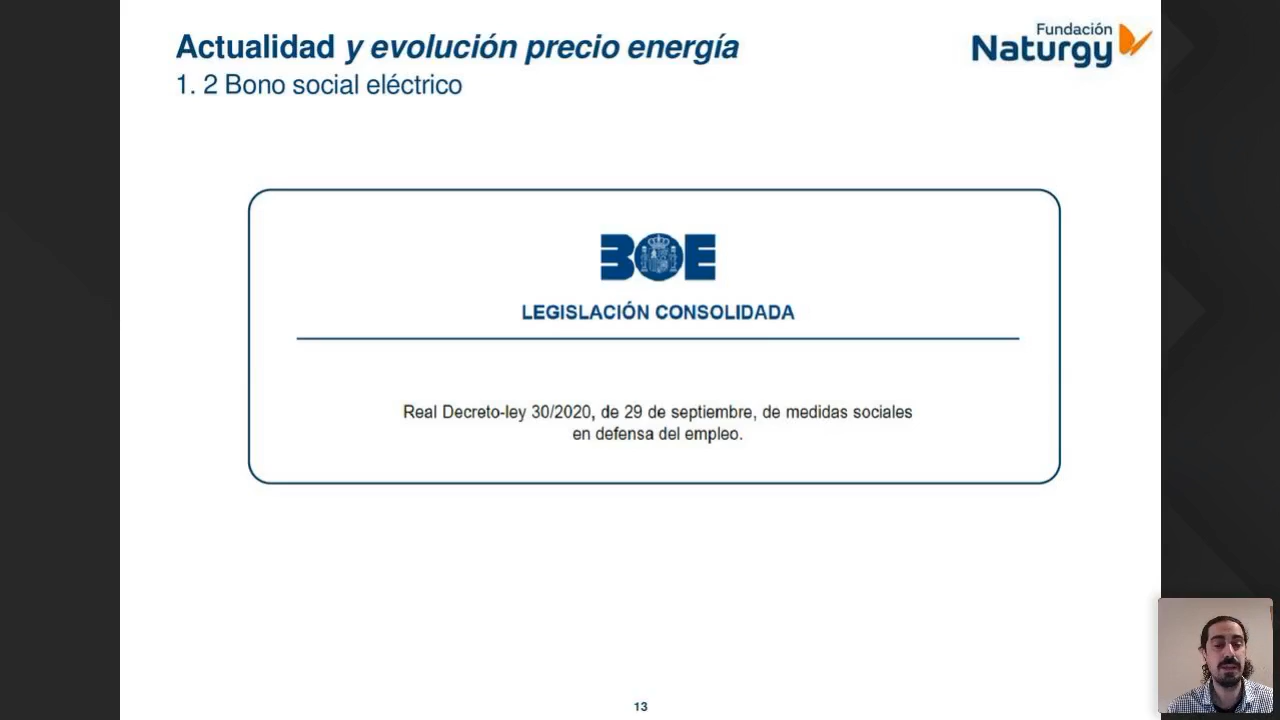 Actualidad y evolución precio energía
1. 2 Bono social eléctrico
Fundación
Naturgy
BOE
LEGISLACIÓN CONSOLIDADA
Real Decreto-ley 30/2020, de 29 de septiembre, de medidas sociales
en defensa del empleo.
13